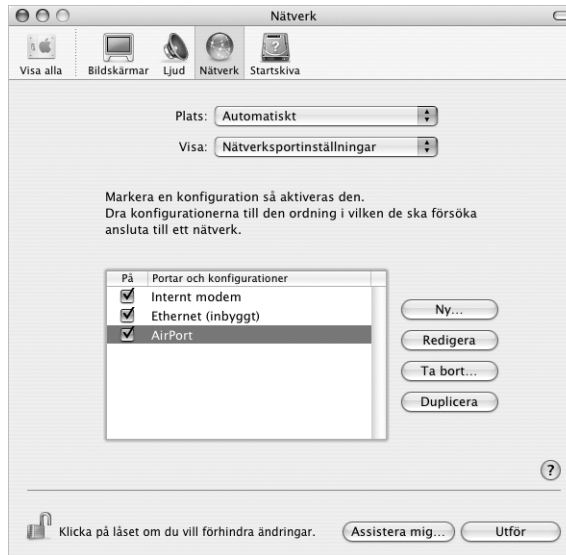 Nätverk
Visa alla
Bildskärmar
Ljud
Nätverk
Startskiva
Plats: Automatiskt
Visa: Nätverksportinställningar
Markera en konfiguration så aktiveras den.
Dra konfigurationerna till den ordning i vilken de ska försöka
ansluta till ett nätverk.
På Portar och konfigurationer
Internt modem
Ethernet (inbyggt)
AirPort
Ny...
Redigera
Ta bort...
Duplicera
?
Klicka på låset om du vill förhindra ändringar.
Assistera mig...
Utför